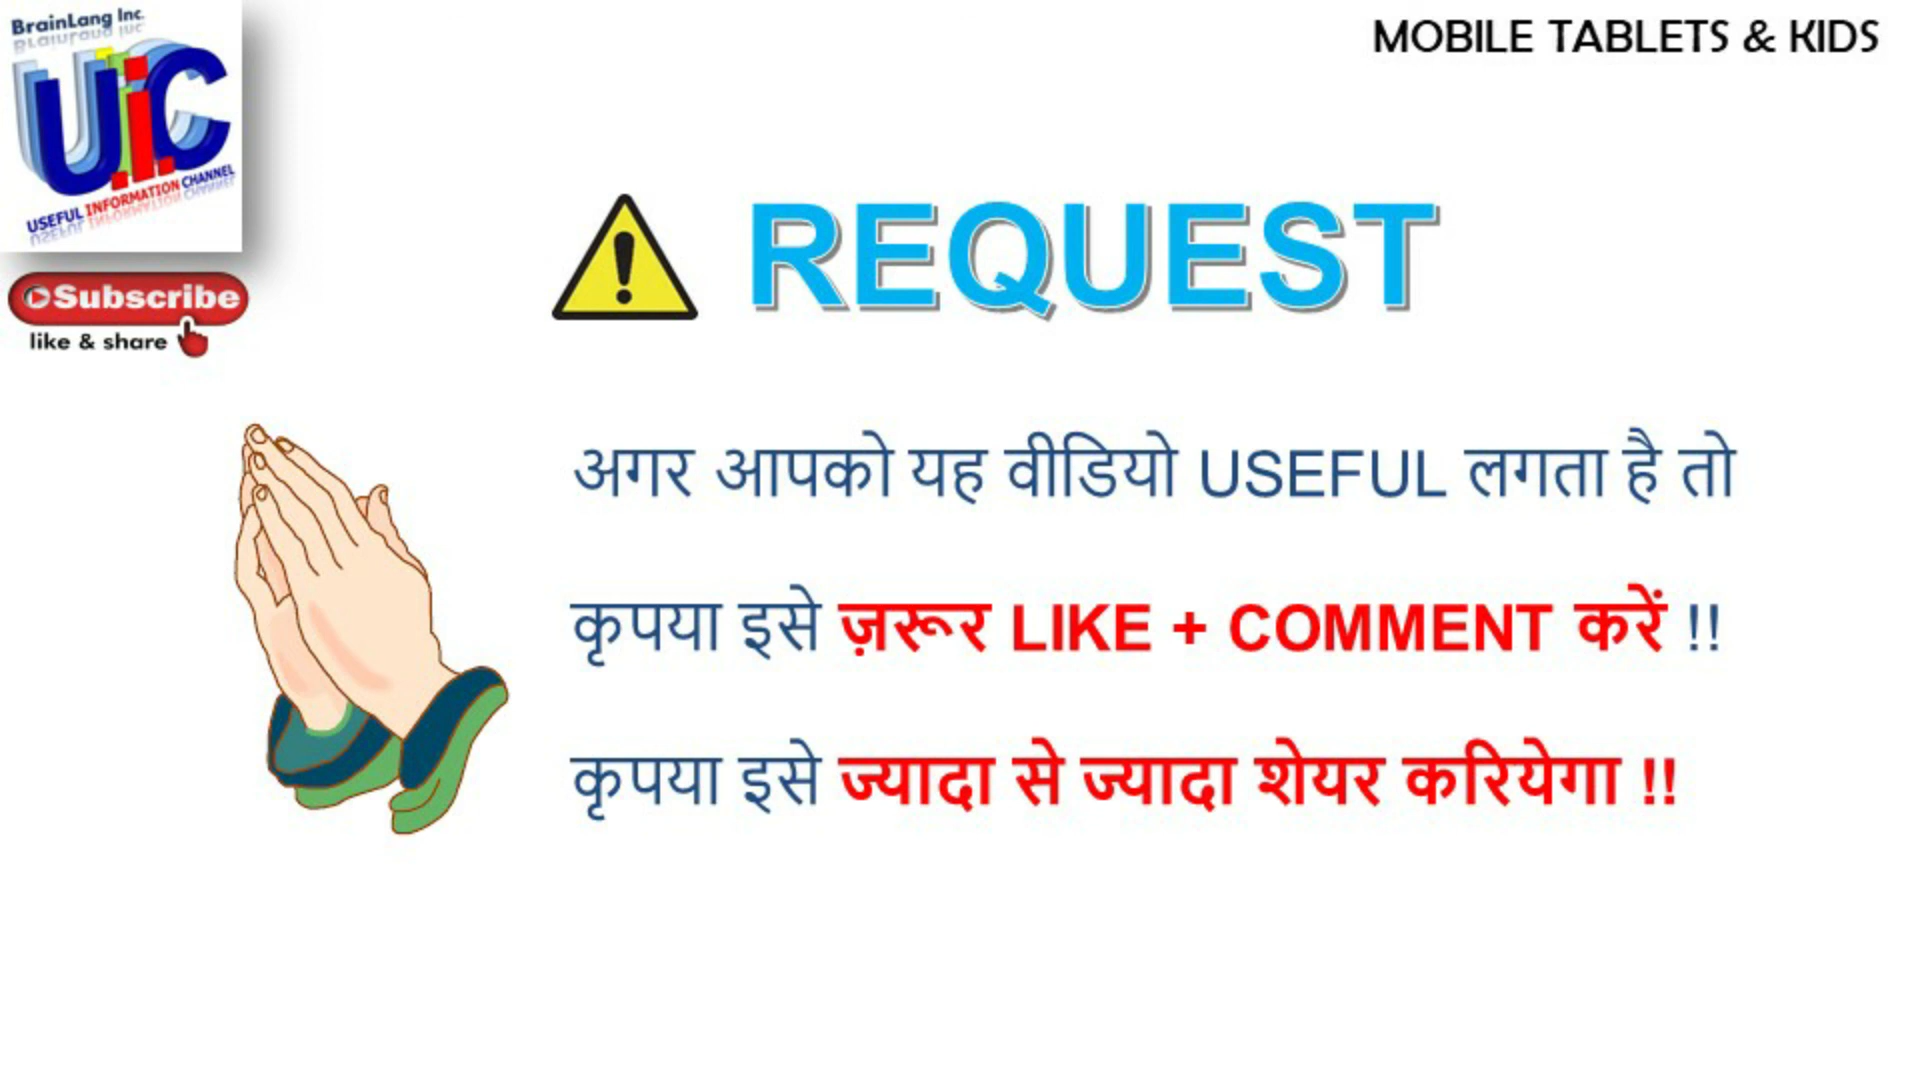 BrainLang Inc.
U.i.C
USEFUL INFORMATION CHANNEL
Subscribe
like & share
MOBILE TABLETS & KIDS
REQUEST
अगर आपको यह वीडियो USEFUL लगता है तो
कृपया इसे ज़रूर LIKE + COMMENT करें !!
कृपया इसे ज्यादा से ज्यादा शेयर करियेगा !!